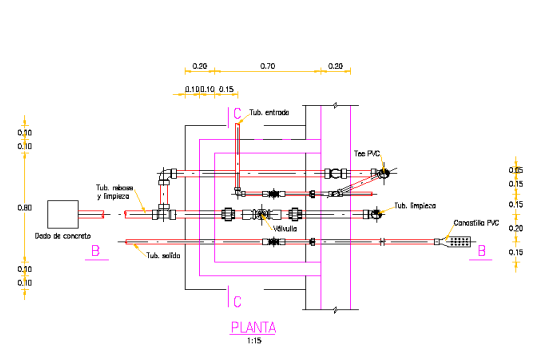 0.20 0.70 0.20
0.10 0.10 0.15
C
Tub. entrada
0.10
0.10
Tee PVC
0.05
0.15
Tub. rebose
y limpieza
0.80
0.15
Tub. limpieza
Canastilla PVC
0.20
Válvula
Dado de concreto
B
B
Tub. salida
0.15
0.10
0.10
C
PLANTA
1:15